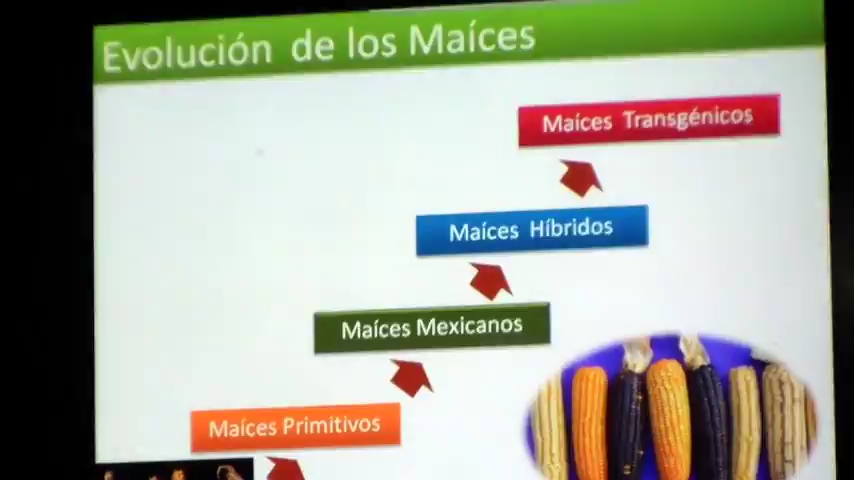 Evolución de los Maíces
Maíces Transgénicos
Maíces Híbridos
Maíces Mexicanos
Maíces Primitivos